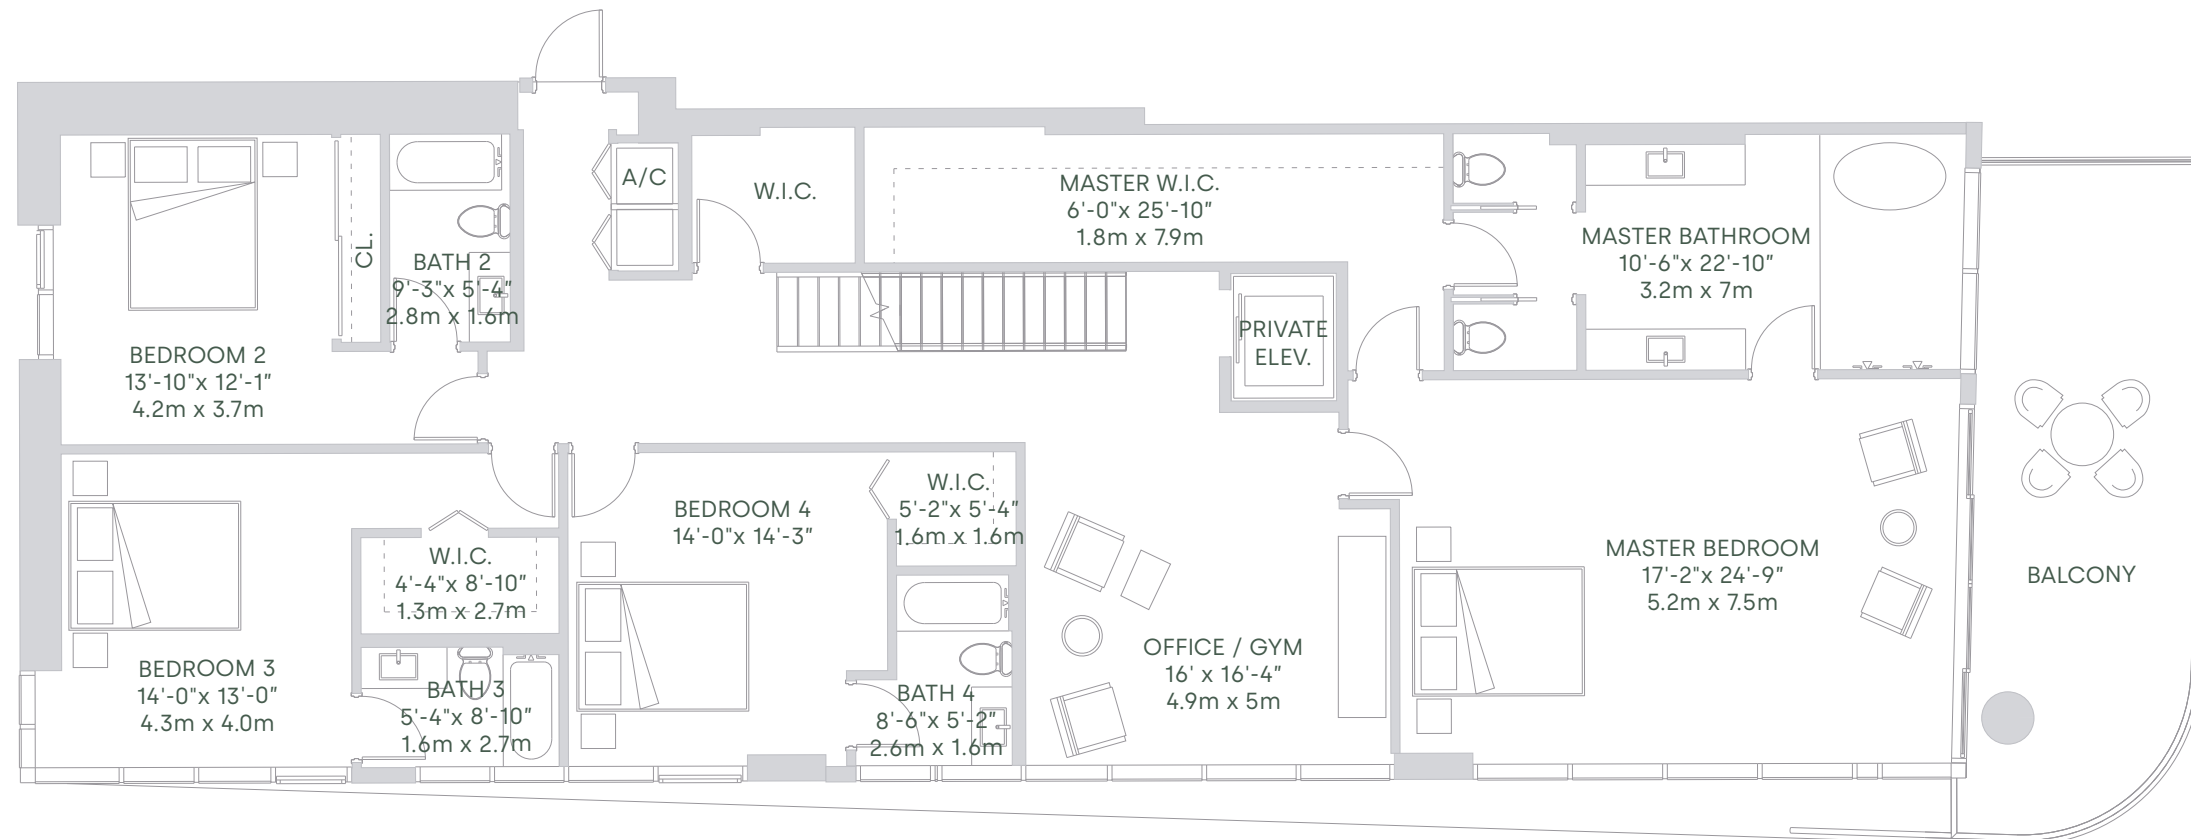 A/C
W.I.C.
MASTER W.I.C.
6'-0"x 25'-10"
1.8m x 7.9m
MASTER BATHROOM
10'-6"x 22'-10"
3.2m x 7m
CL.
BATH 2
9'-3"x 5'-4"
2.8m x 1.6m
PRIVATE
ELEV.
BEDROOM 2
13'-10"x 12'-1"
4.2m x 3.7m
W.I.C.
5'-2"x 5'-4"
1.6m x 1.6m
BEDROOM 4
14'-0"x 14'-3"
W.I.C.
4'-4"x 8'-10"
1.3m x 2.7m
MASTER BEDROOM
17'-2"x 24'-9"
5.2m x 7.5m
BALCONY
OFFICE / GYM
16' x 16'-4"
4.9m x 5m
BEDROOM 3
14'-0"x 13'-0"
4.3m x 4.0m
BATH 3
5'-4"x 8'-10"
1.6m x 2.7m
BATH 4
8'-6"x 5'-2"
2.6m x 1.6m